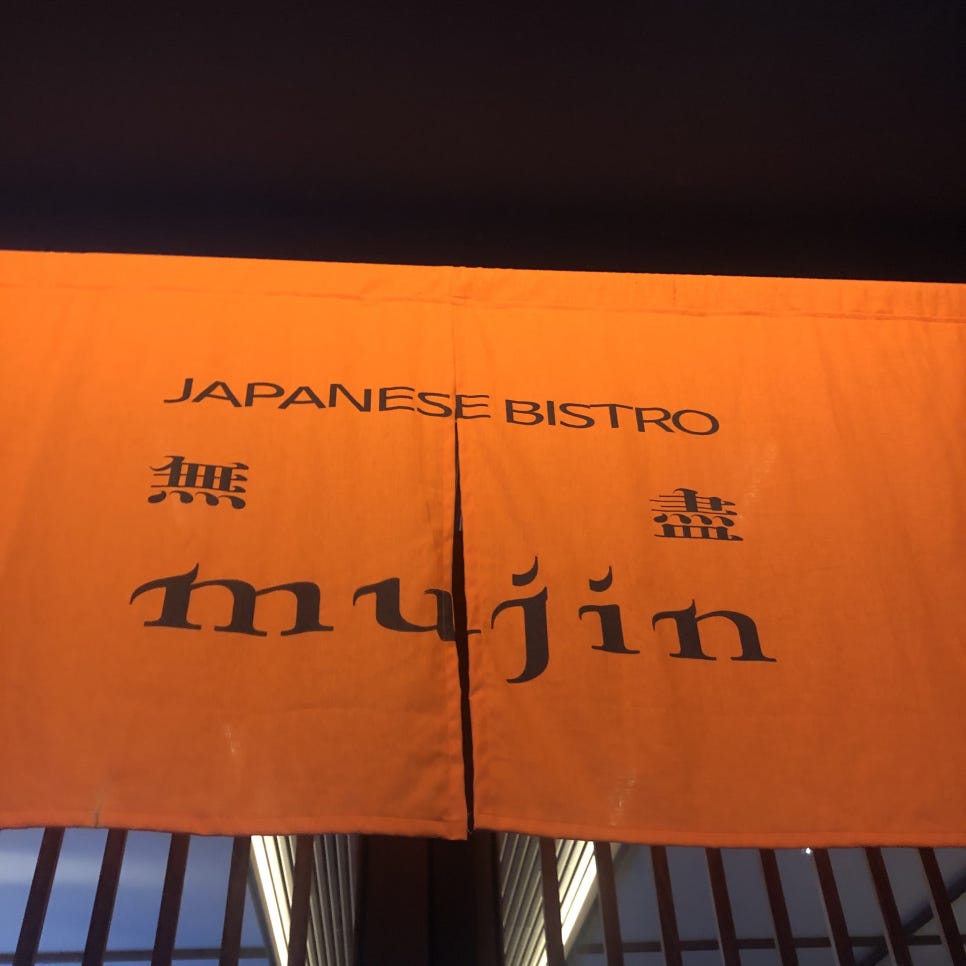 JAPANESE BISTRO
無 盡
mujin